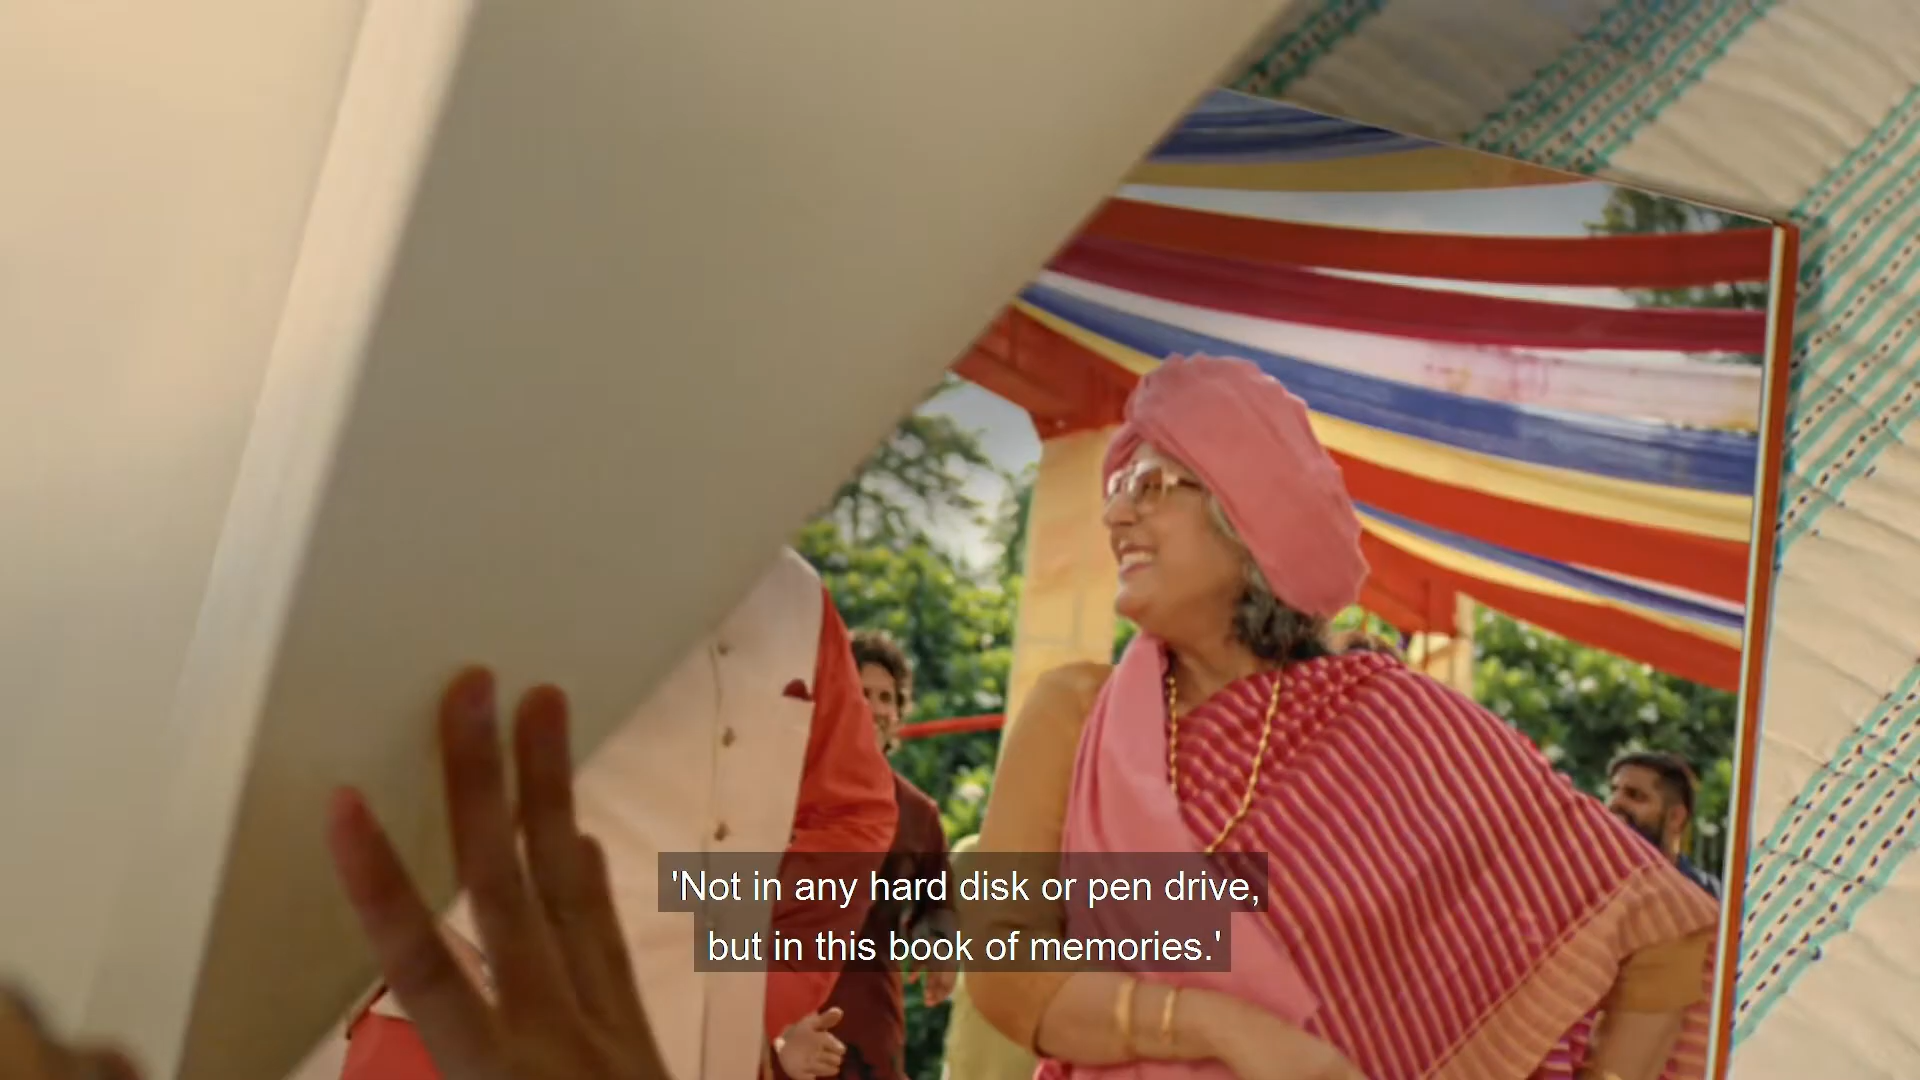 'Not in any hard disk or pen drive,
but in this book of memories.'